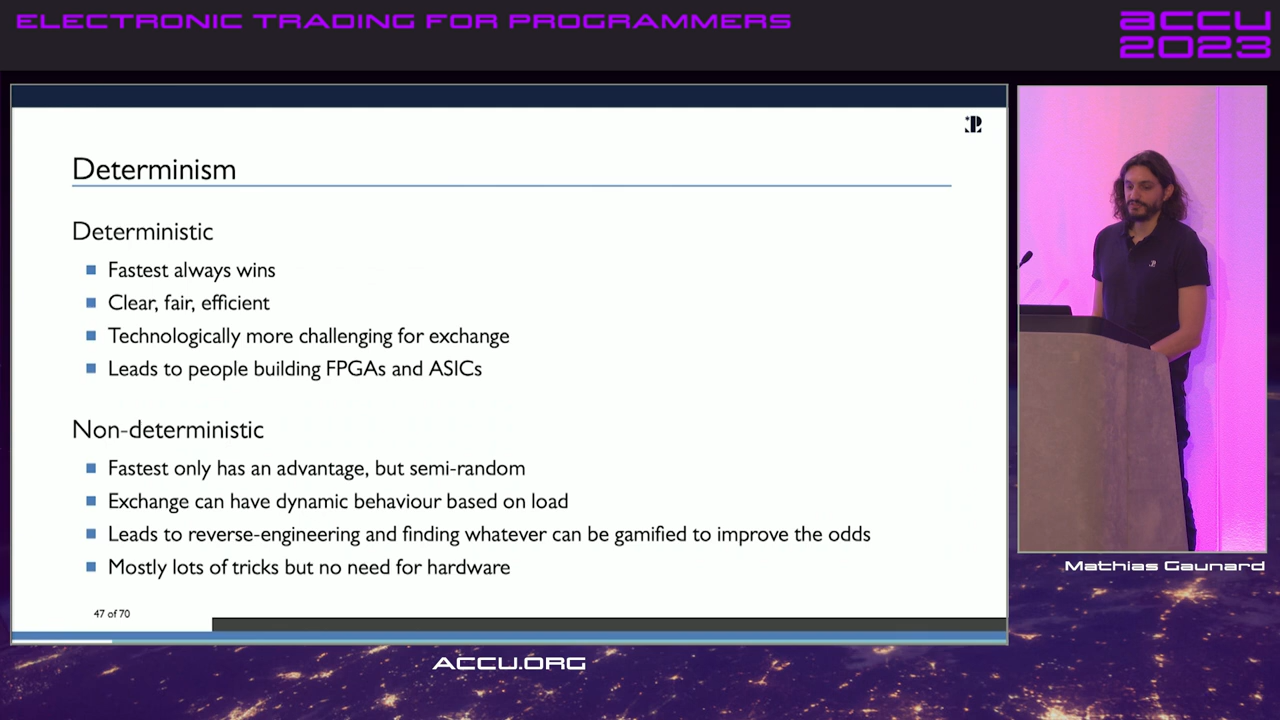 ELECTRONIC TRADING FOR PROGRAMMERS
accu
2023
Determinism
Deterministic
Fastest always wins
Clear, fair, efficient
Technologically more challenging for exchange
Leads to people building FPGAs and ASICs
Non-deterministic
Fastest only has an advantage, but semi-random
Exchange can have dynamic behaviour based on load
Leads to reverse-engineering and finding whatever can be gamified to improve the odds
Mostly lots of tricks but no need for hardware
47 of 70
Mathias Gaunard
ACCU.ORG